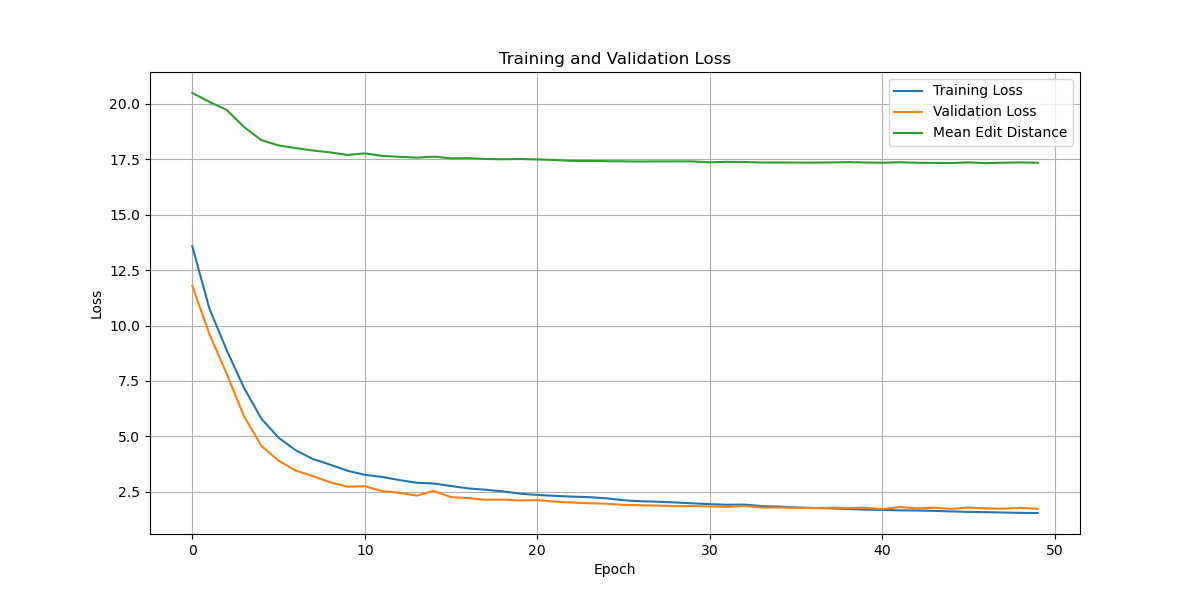 Training and Validation Loss
Training Loss
Validation Loss
Mean Edit Distance
20.0
17.5
15.0
12.5
10.0
7.5
5.0
2.5
Loss
0 10 20 30 40 50
Epoch